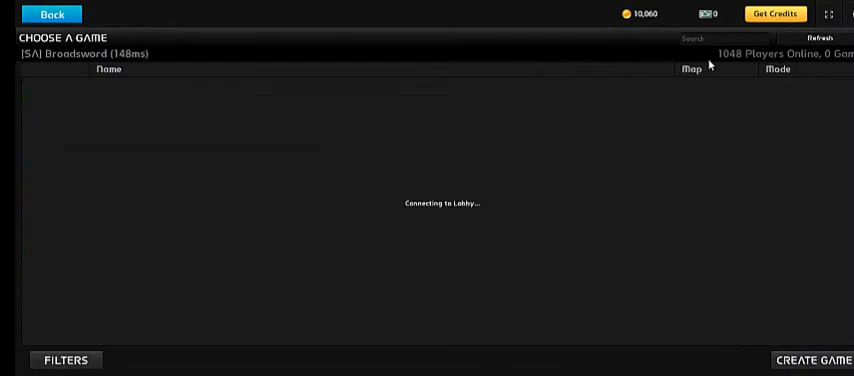 Back
10,060
0
Get Credits
CHOOSE A GAME
Search
Refresh
[SA] Broadsword (148ms)
1048 Players Online, 0 Gam
Name
Map
Mode
Connecting to Lobby...
FILTERS
CREATE GAME